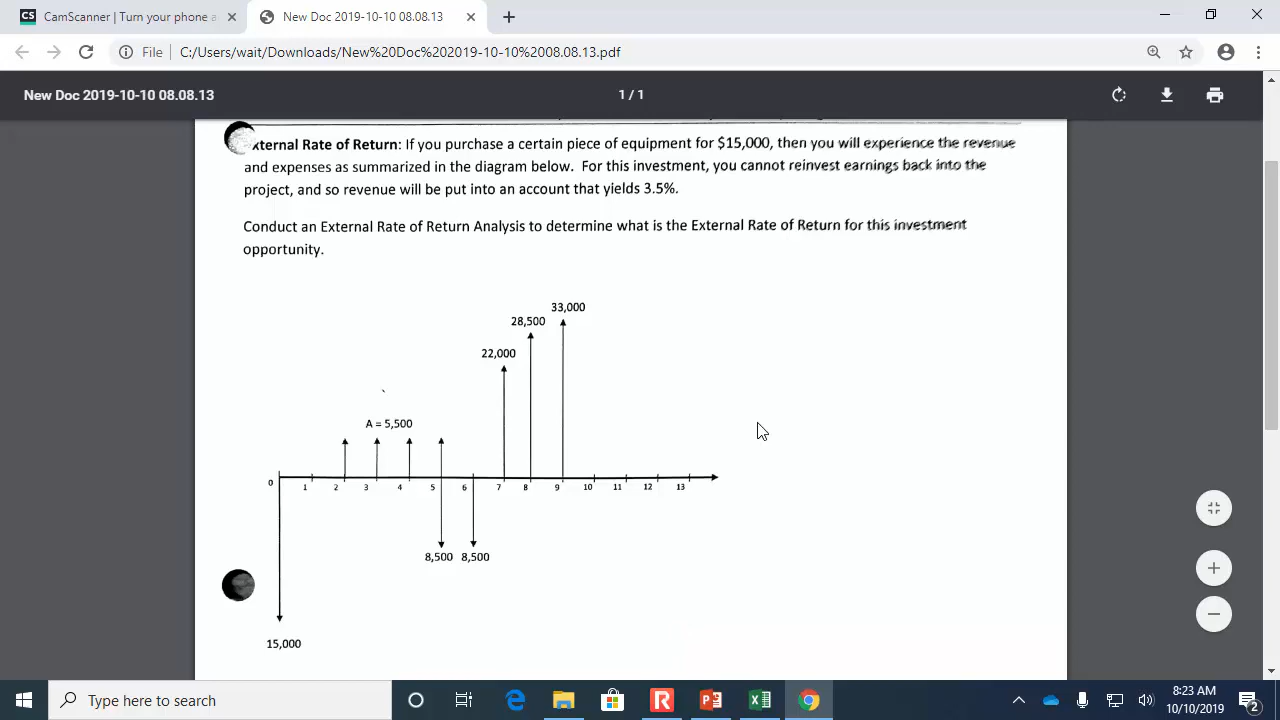 CamScanner | Turn your phone a
New Doc 2019-10-10 08.08.13
File | C:/Users/wait/Downloads/New%20Doc%202019-10-10%2008.08.13.pdf
New Doc 2019-10-10 08.08.13
1 / 1
xternal Rate of Return: If you purchase a certain piece of equipment for $15,000, then you will experience the revenue
and expenses as summarized in the diagram below. For this investment, you cannot reinvest earnings back into the
project, and so revenue will be put into an account that yields 3.5%.
Conduct an External Rate of Return Analysis to determine what is the External Rate of Return for this investment
opportunity.
33,000
28,500
22,000
A = 5,500
0 1 2 3 4 5 6 7 8 9 10 11 12 13
8,500 8,500
15,000
Type here to search
8:23 AM
10/10/2019
2